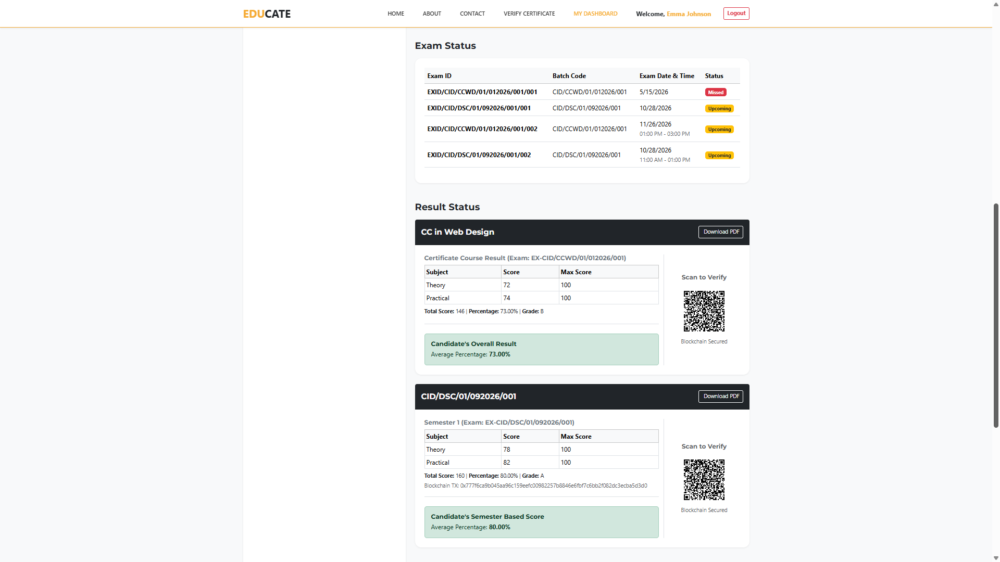 EDUCATE
HOME ABOUT CONTACT VERIFY CERTIFICATE MY DASHBOARD Welcome, Emma Johnson Logout
Exam Status
Exam ID Batch Code Exam Date & Time Status
EXID/CID/CCWD/01/012026/001/001 CID/CCWD/01/012026/001 5/15/2026 Missed
EXID/CID/DSC/01/092026/001/001 CID/DSC/01/092026/001 10/28/2026 Upcoming
EXID/CID/CCWD/01/012026/001/002 CID/CCWD/01/012026/001 11/26/2026 Upcoming
01:00 PM - 03:00 PM
EXID/CID/DSC/01/092026/001/002 CID/DSC/01/092026/001 10/28/2026 Upcoming
11:00 AM - 01:00 PM
Result Status
CC in Web Design Download PDF
Certificate Course Result (Exam: EX-CID/CCWD/01/012026/001)
Subject Score Max Score
Theory 72 100
Practical 74 100
Total Score: 146 | Percentage: 73.00% | Grade: B
Candidate's Overall Result
Average Percentage: 73.00%
Scan to Verify
Blockchain Secured
CID/DSC/01/092026/001 Download PDF
Semester 1 (Exam: EX-CID/DSC/01/092026/001)
Subject Score Max Score
Theory 78 100
Practical 82 100
Total Score: 160 | Percentage: 80.00% | Grade: A
Blockchain TX: 0x777f6ca9b045aa96c159eefc00982257b8846e6fbf7c6bb2f082dc3ecba5d3d0
Candidate's Semester Based Score
Average Percentage: 80.00%
Scan to Verify
Blockchain Secured